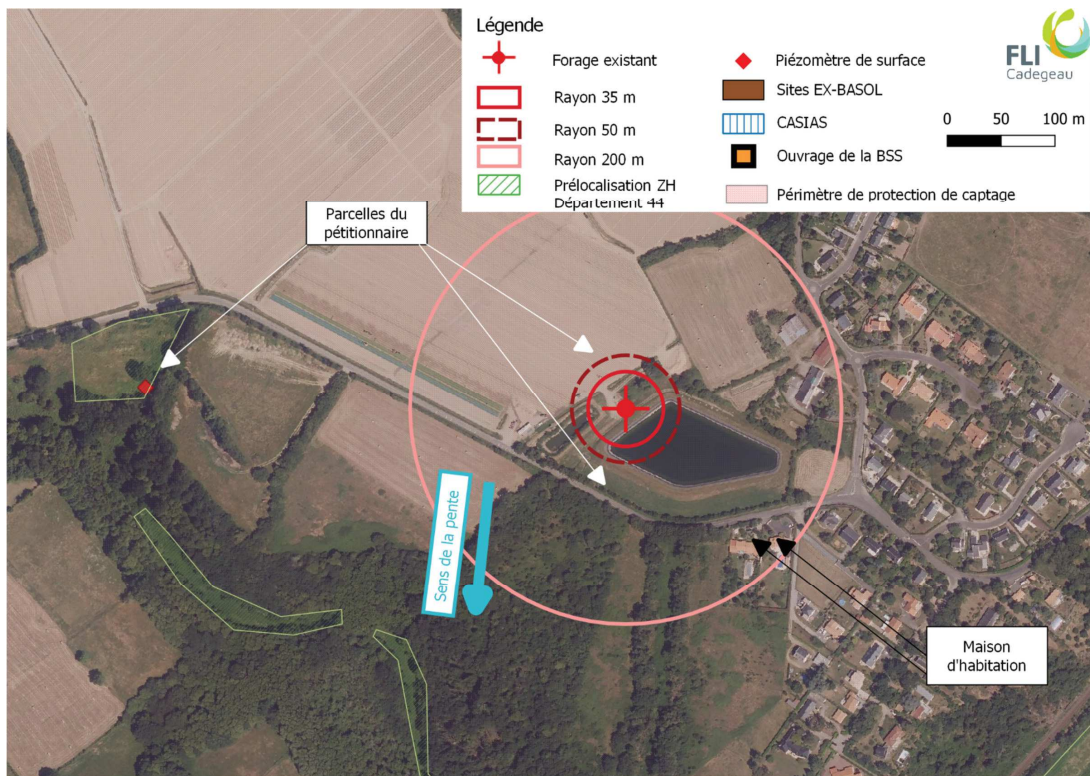 Légende
Forage existant
Rayon 35 m
Rayon 50 m
Rayon 200 m
Prélocalisation ZH
Département 44
Piézomètre de surface
Sites EX-BASOL
CASIAS
Ouvrage de la BSS
Périmètre de protection de captage
FLI
Cadegeau
0 50 100 m
Parcelles du
pétitionnaire
Sens de la pente
Maison
d'habitation